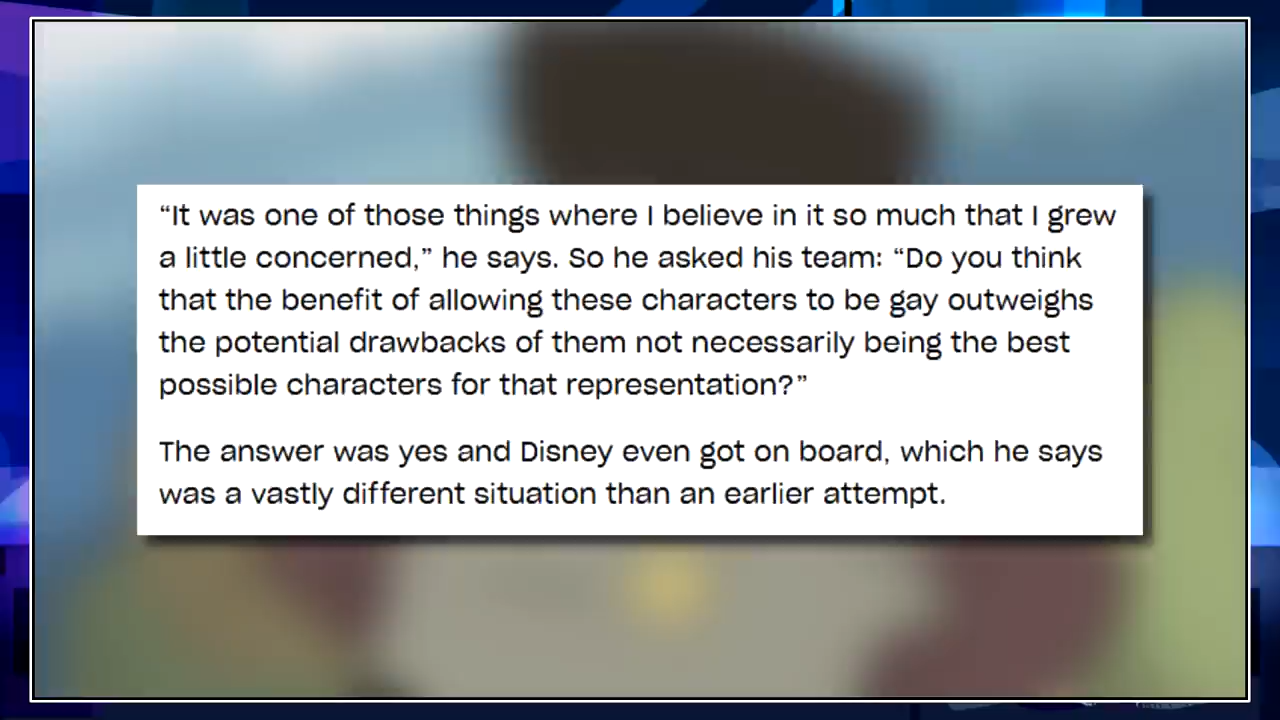 “It was one of those things where I believe in it so much that I grew
a little concerned,” he says. So he asked his team: “Do you think
that the benefit of allowing these characters to be gay outweighs
the potential drawbacks of them not necessarily being the best
possible characters for that representation?”
The answer was yes and Disney even got on board, which he says
was a vastly different situation than an earlier attempt.